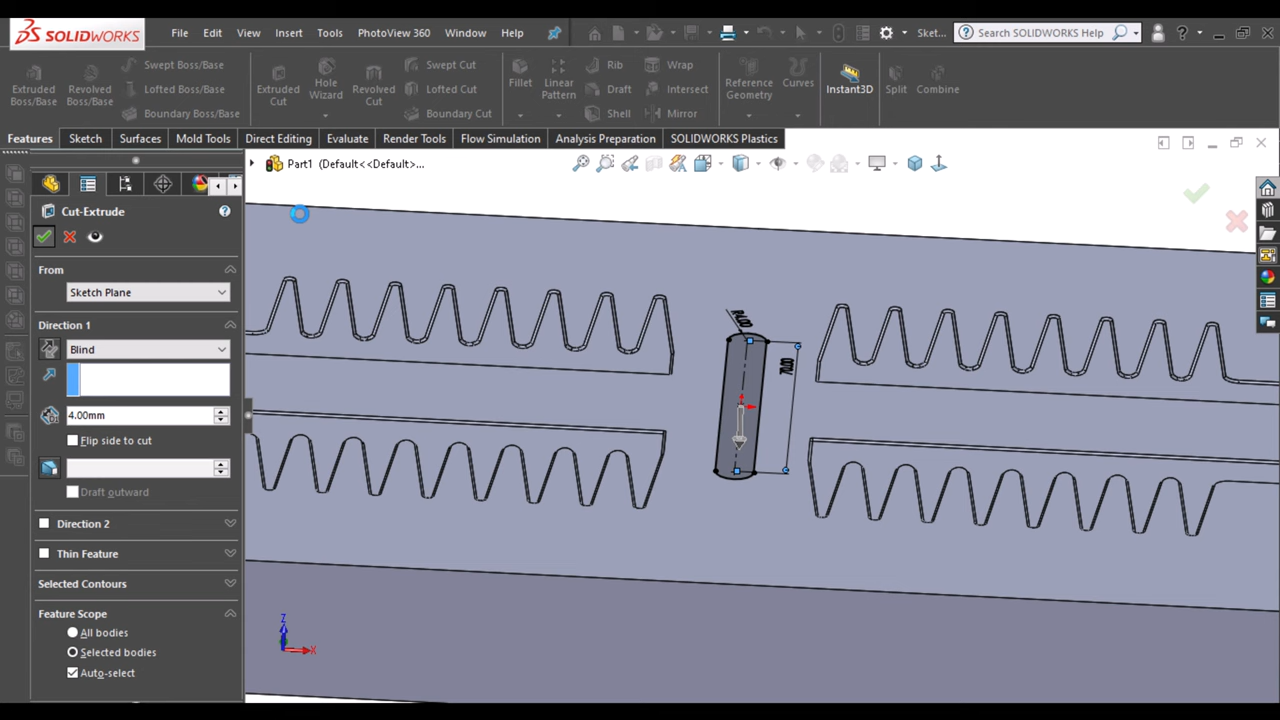 SOLIDWORKS
File Edit View Insert Tools PhotoView 360 Window Help
Sket... Search SOLIDWORKS Help
Extruded Boss/Base
Revolved Boss/Base
Swept Boss/Base
Lofted Boss/Base
Boundary Boss/Base
Extruded Cut
Hole Wizard
Revolved Cut
Swept Cut
Lofted Cut
Boundary Cut
Fillet
Linear Pattern
Rib
Draft
Shell
Wrap
Intersect
Mirror
Reference Geometry
Curves
Instant3D
Split
Combine
Features Sketch Surfaces Mold Tools Direct Editing Evaluate Render Tools Flow Simulation Analysis Preparation SOLIDWORKS Plastics
Part1 (Default<<Default>...
Cut-Extrude
From
Sketch Plane
Direction 1
Blind
4.00mm
Flip side to cut
Draft outward
Direction 2
Thin Feature
Selected Contours
Feature Scope
All bodies
Selected bodies
Auto-select
Z
X